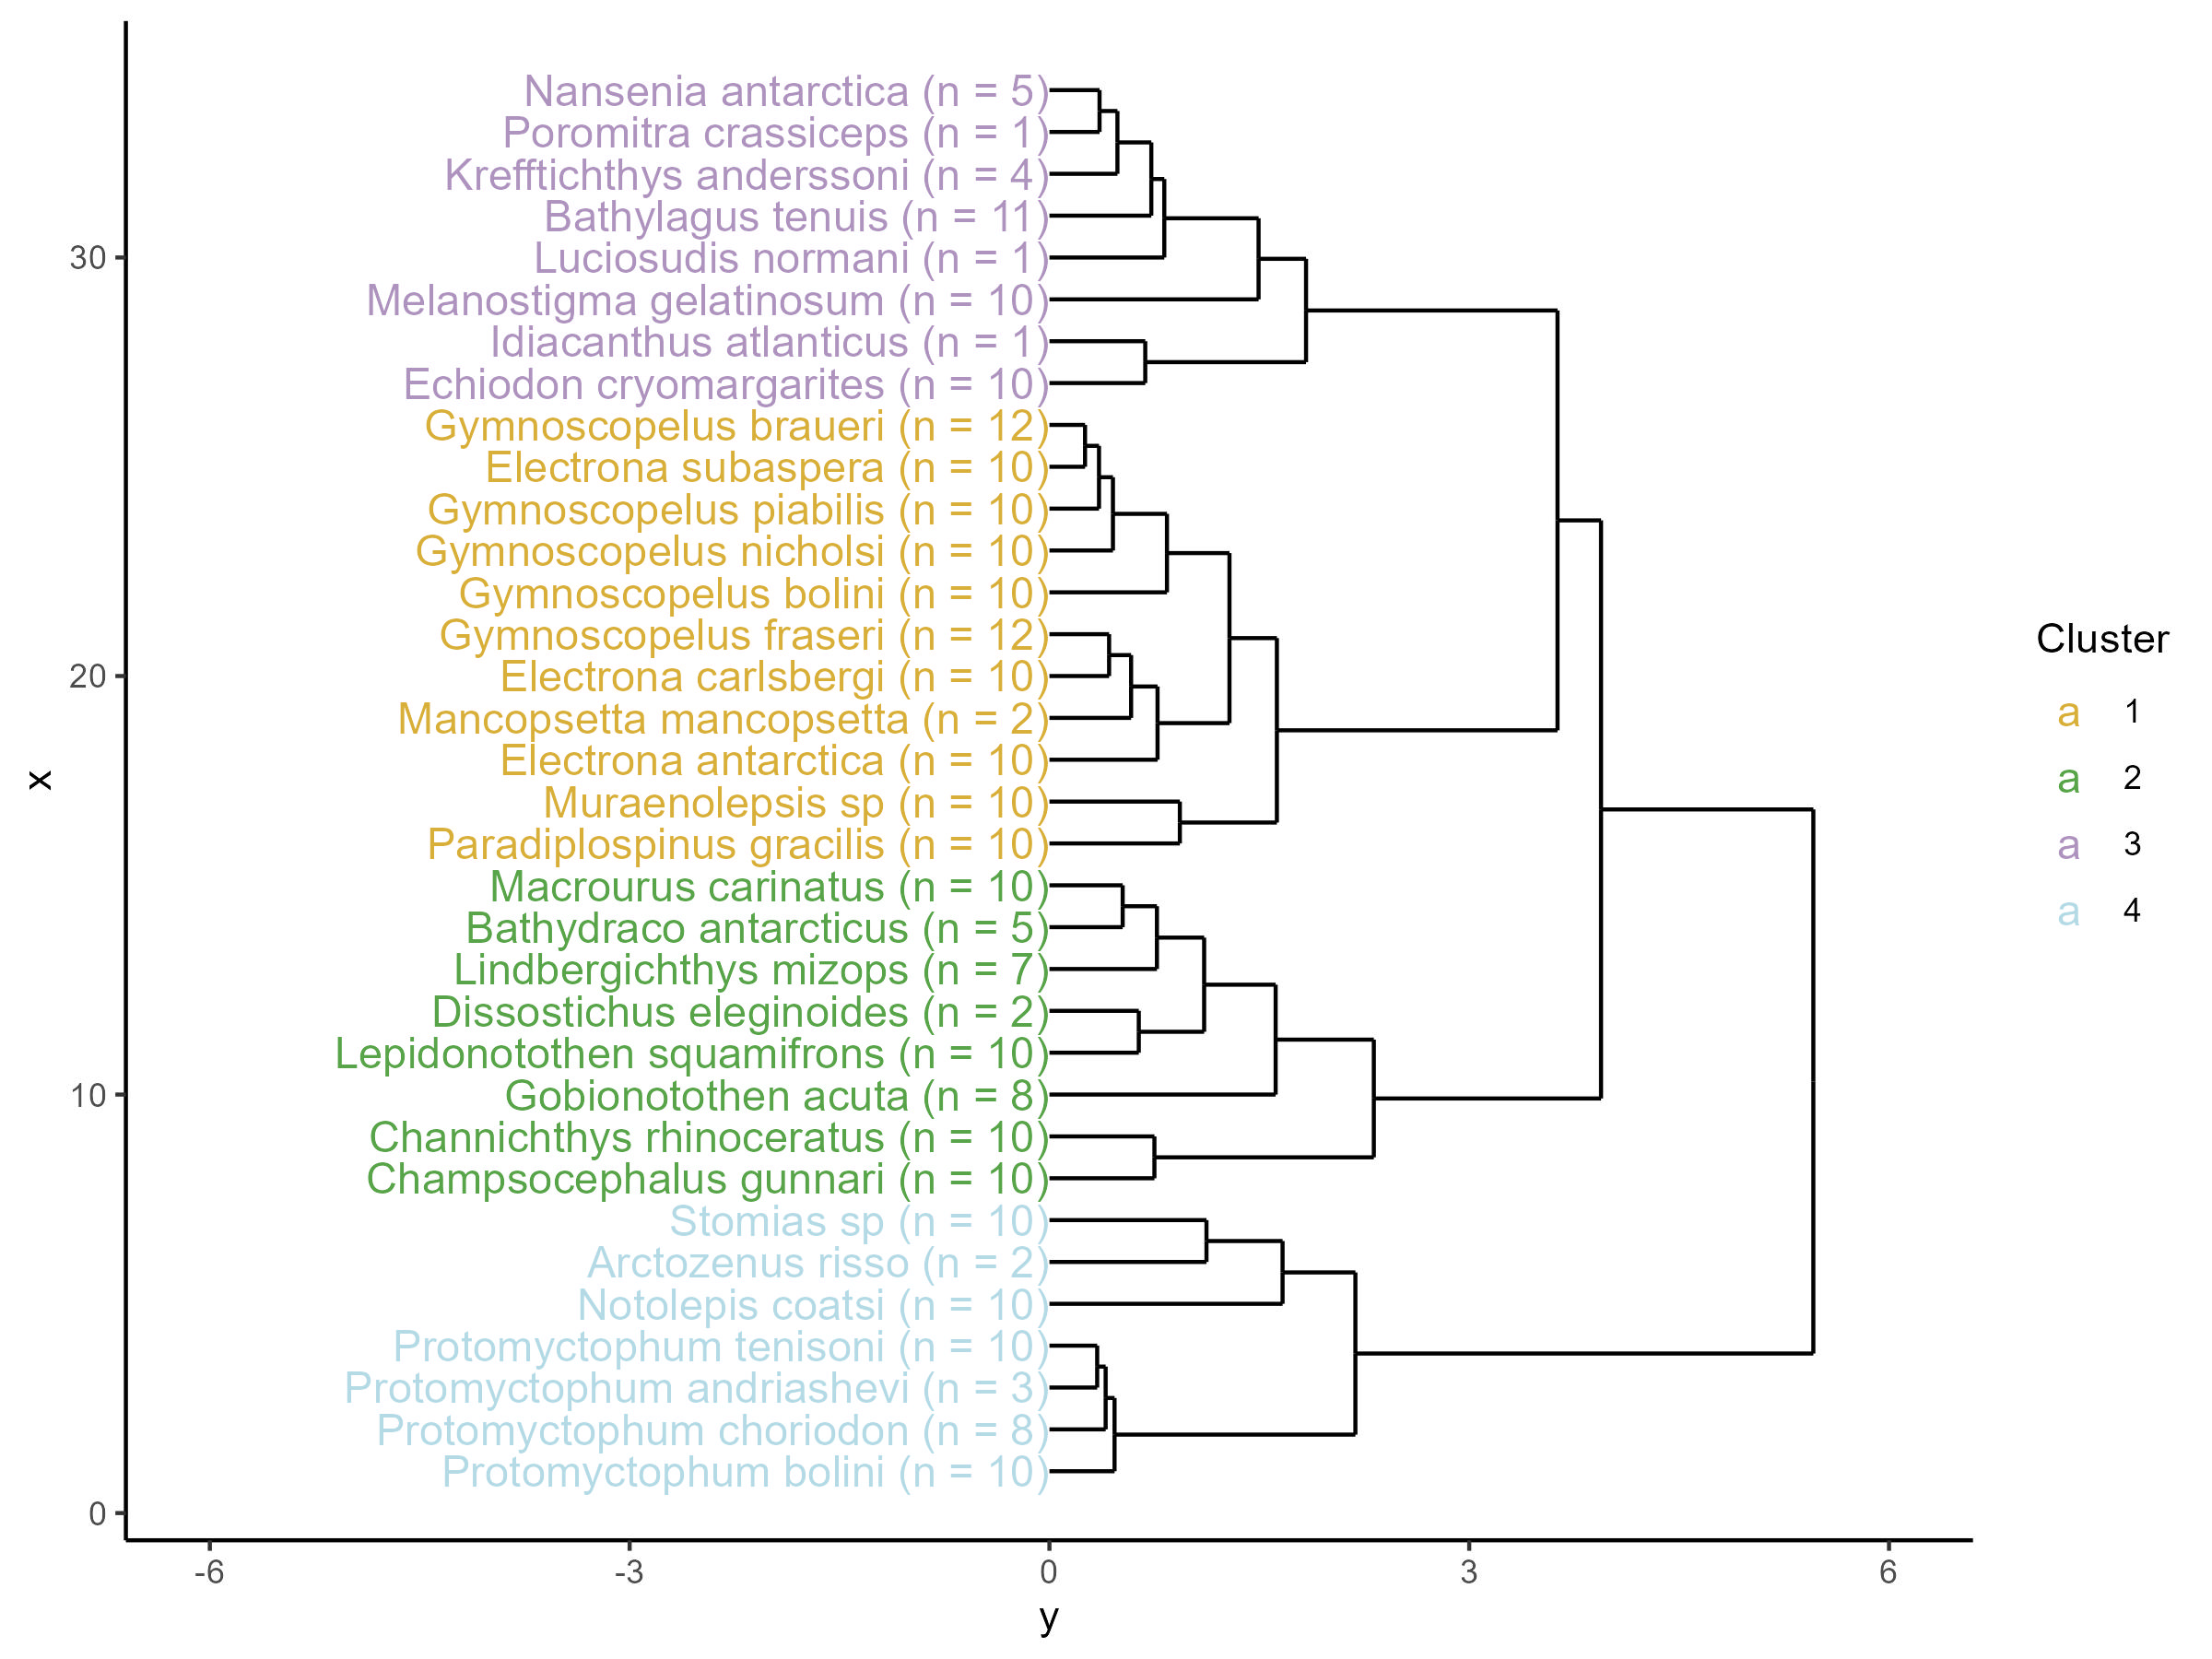 Nansenia antarctica (n = 5)
Poromitra crassiceps (n = 1)
Krefftichthys anderssoni (n = 4)
Bathylagus tenuis (n = 11)
Luciosudis normani (n = 1)
Melanostigma gelatinosum (n = 10)
Idiacanthus atlanticus (n = 1)
Echiodon cryomargarites (n = 10)
Gymnoscopelus braueri (n = 12)
Electrona subaspera (n = 10)
Gymnoscopelus piabilis (n = 10)
Gymnoscopelus nicholsi (n = 10)
Gymnoscopelus bolini (n = 10)
Gymnoscopelus fraseri (n = 12)
Electrona carlsbergi (n = 10)
Mancopsetta mancopsetta (n = 2)
Electrona antarctica (n = 10)
Muraenolepsis sp (n = 10)
Paradiplospinus gracilis (n = 10)
Macrourus carinatus (n = 10)
Bathydraco antarcticus (n = 5)
Lindbergichthys mizops (n = 7)
Dissostichus eleginoides (n = 2)
Lepidonotothen squamifrons (n = 10)
Gobionotothen acuta (n = 8)
Channichthys rhinoceratus (n = 10)
Champsocephalus gunnari (n = 10)
Stomias sp (n = 10)
Arctozenus risso (n = 2)
Notolepis coatsi (n = 10)
Protomyctophum tenisoni (n = 10)
Protomyctophum andriashevi (n = 3)
Protomyctophum choriodon (n = 8)
Protomyctophum bolini (n = 10)
30
20
10
0
x
-6 -3 0 3 6
y
Cluster
a 1
a 2
a 3
a 4